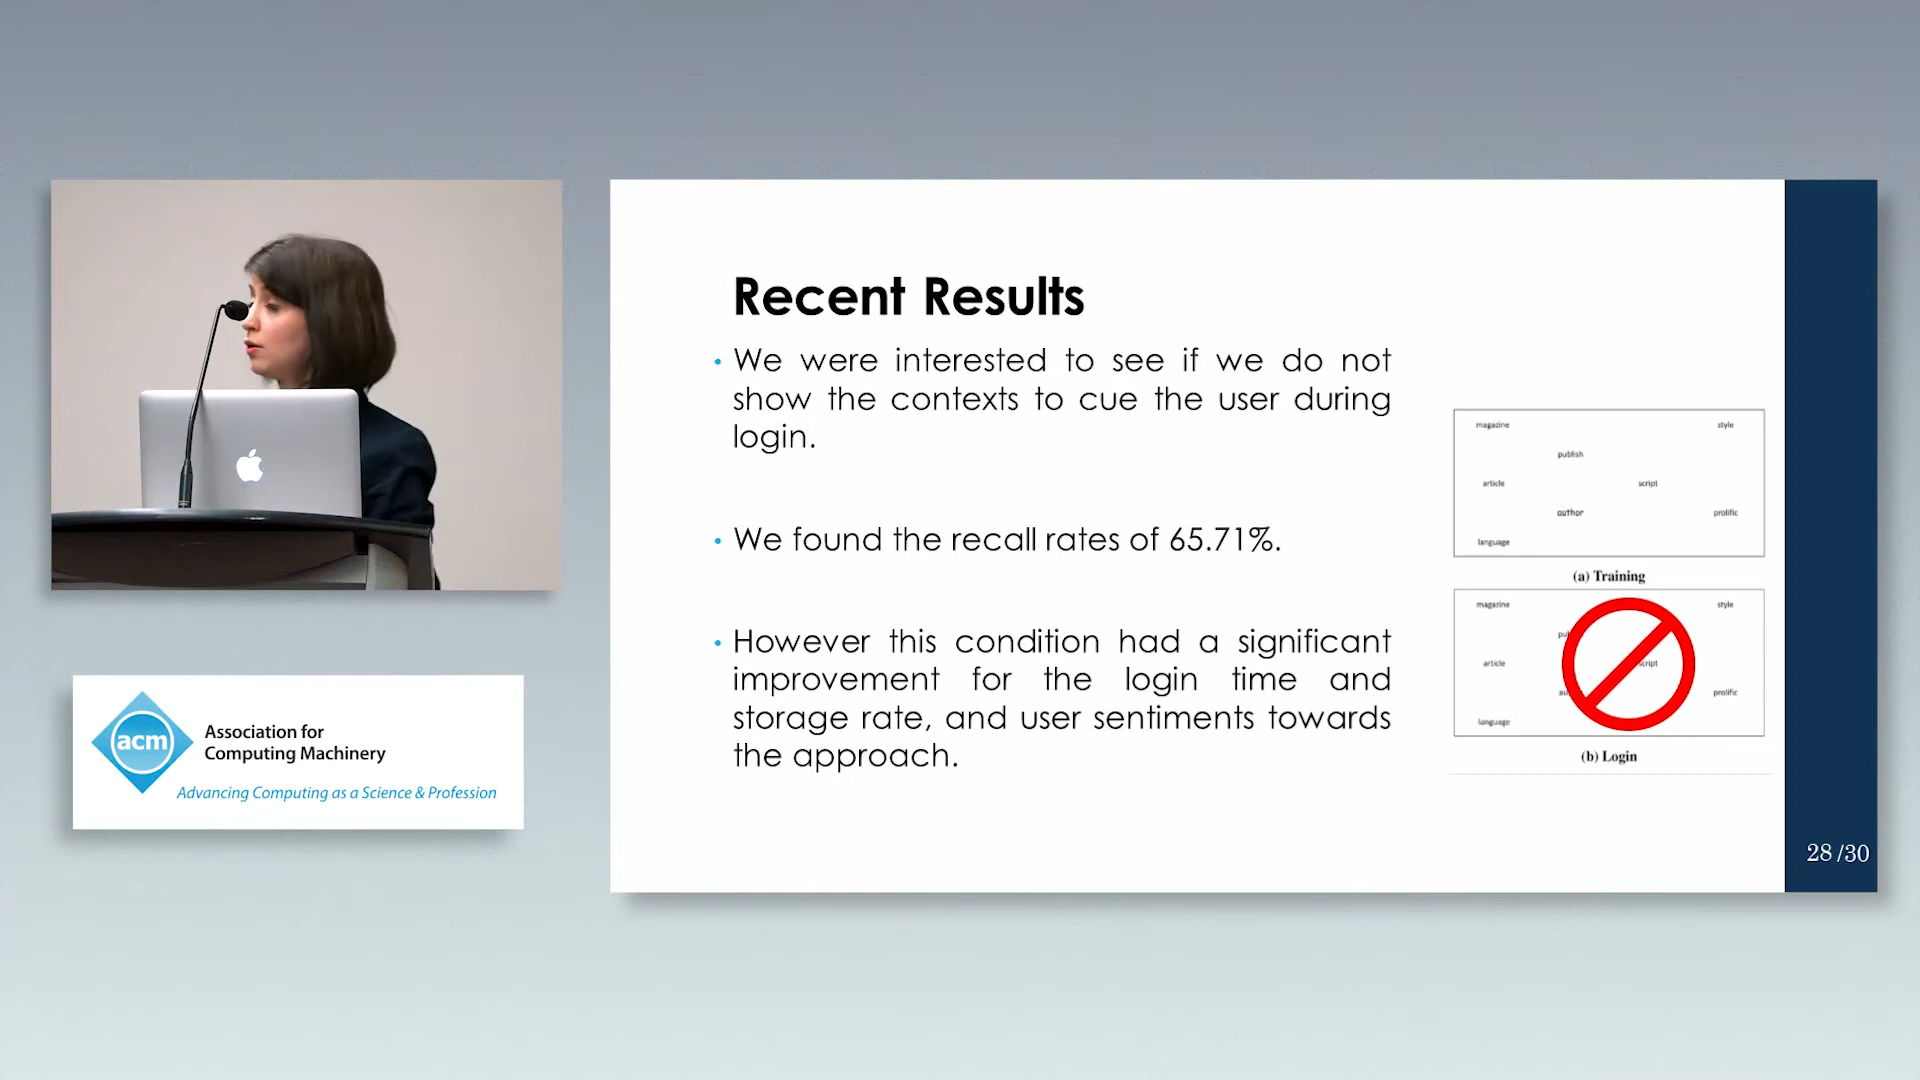 acm
Association for
Computing Machinery
Advancing Computing as a Science & Profession
Recent Results
• We were interested to see if we do not
show the contexts to cue the user during
login.
• We found the recall rates of 65.71%.
• However this condition had a significant
improvement for the login time and
storage rate, and user sentiments towards
the approach.
magazine style
publish
article script
author prolific
language
(a) Training
magazine style
article
prolific
language
(b) Login
28/30